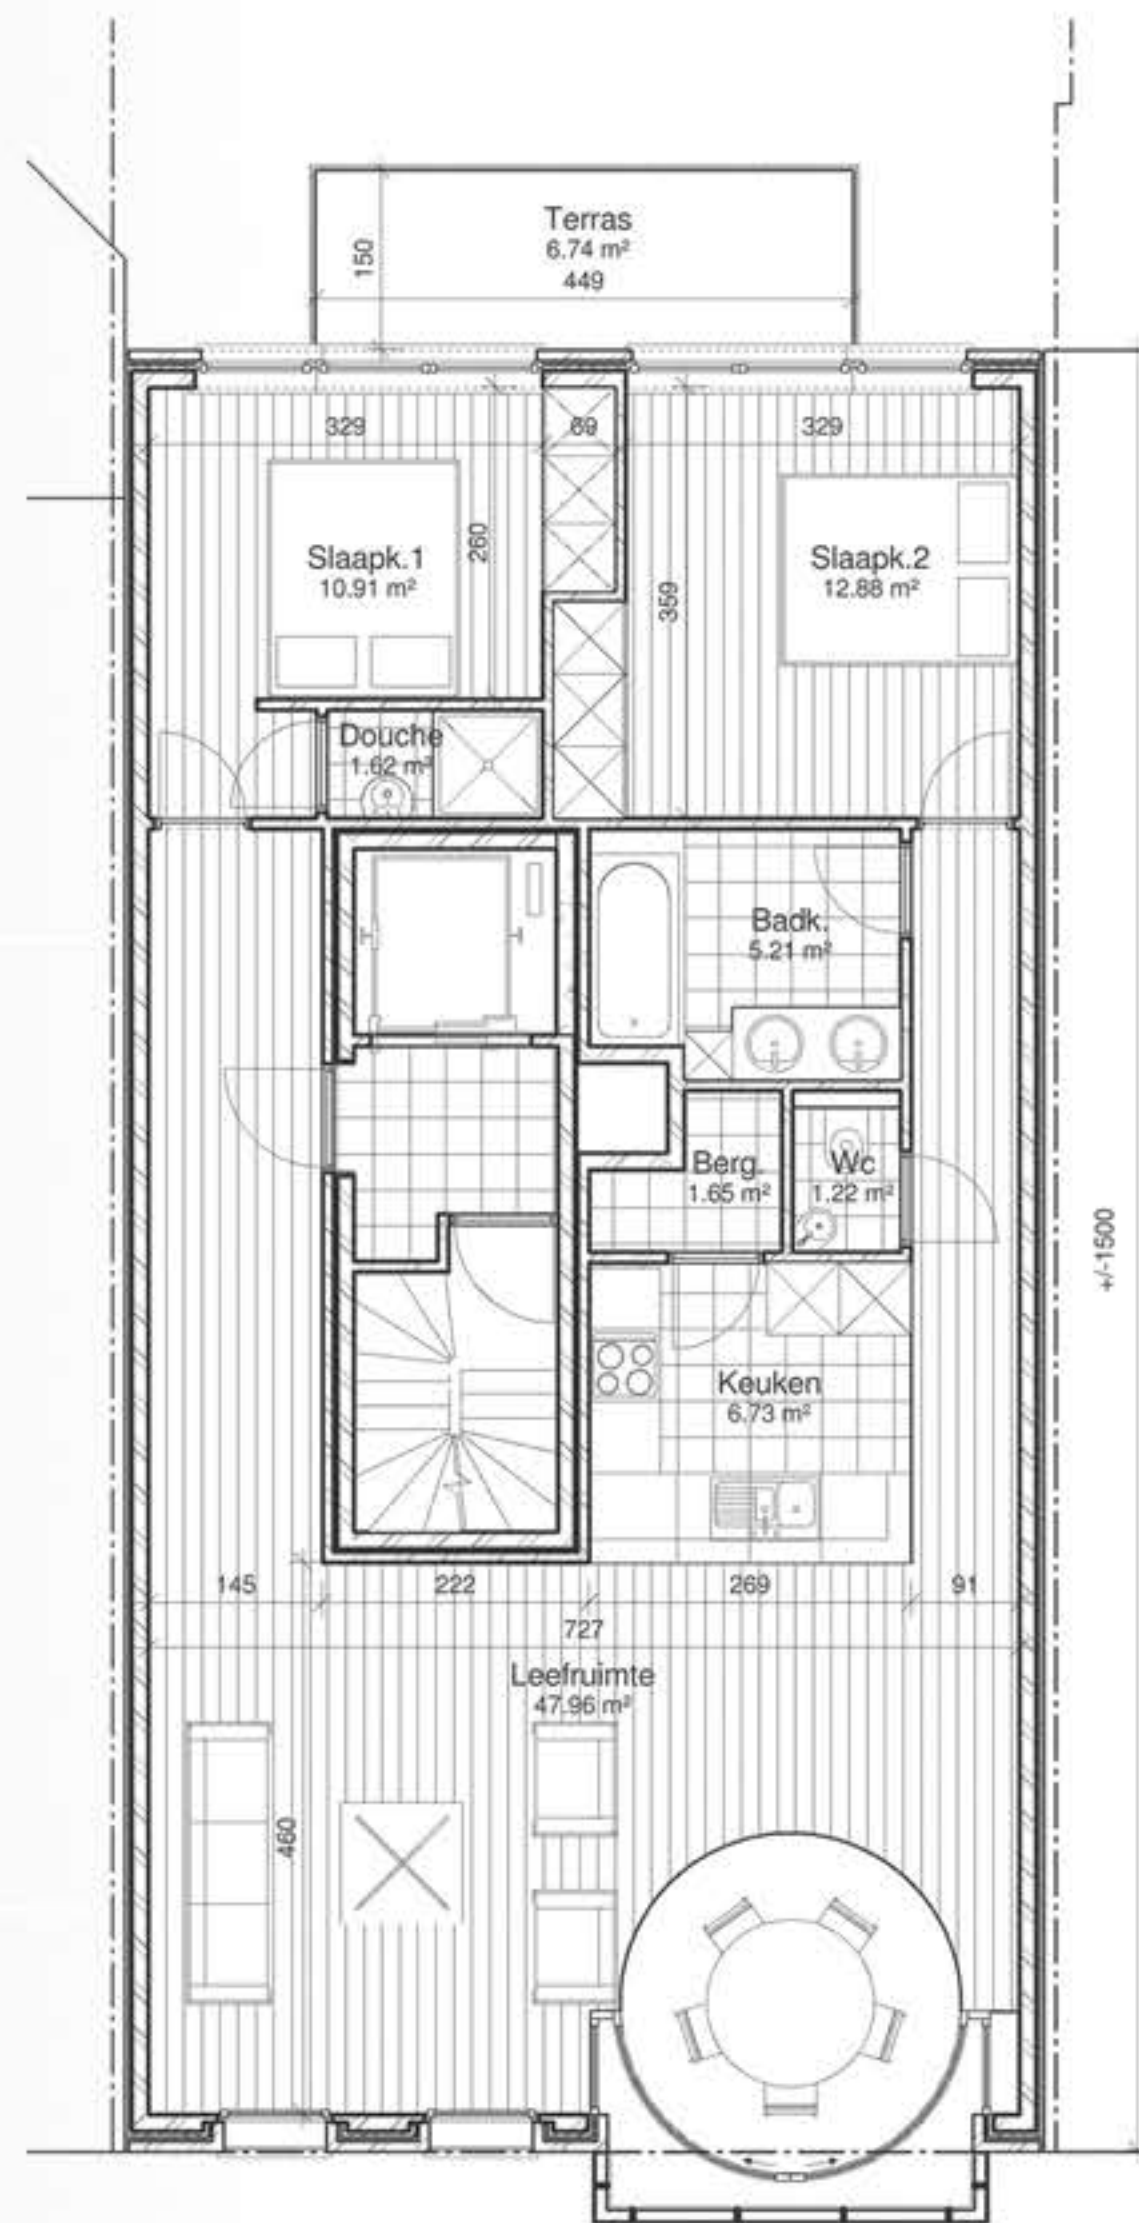 Terras
6.74 m²
150
449
329
69
329
260
359
Slaapk.1
10.91 m²
Slaapk.2
12.88 m²
Douche
1.62 m²
Badk.
5.21 m²
Berg.
1.65 m²
Wc
1.22 m²
+/-1500
Keuken
6.73 m²
145
222
269
91
727
Leefruimte
47.96 m²
460